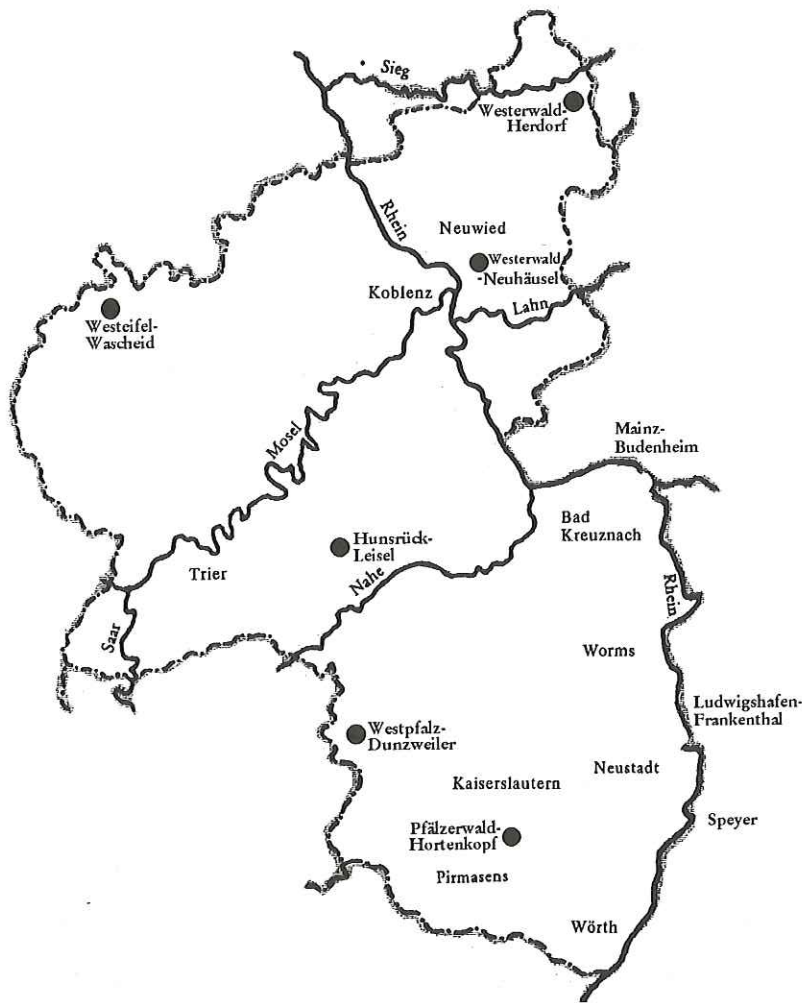 Sieg
Westerwald-
Herdorf
Rhein
Neuwied
Westerwald
-Neuhäusel
Koblenz
Lahn
Westeifel-
Wascheid
Mosel
Mainz-
Budenheim
Bad
Kreuznach
Hunsrück-
Leisel
Trier
Nahe
Rhein
Saar
Worms
Ludwigshafen-
Frankenthal
Westpfalz-
Dunzweiler
Neustadt
Kaiserslautern
Speyer
Pfälzerwald-
Hortenkopf
Pirmasens
Wörth